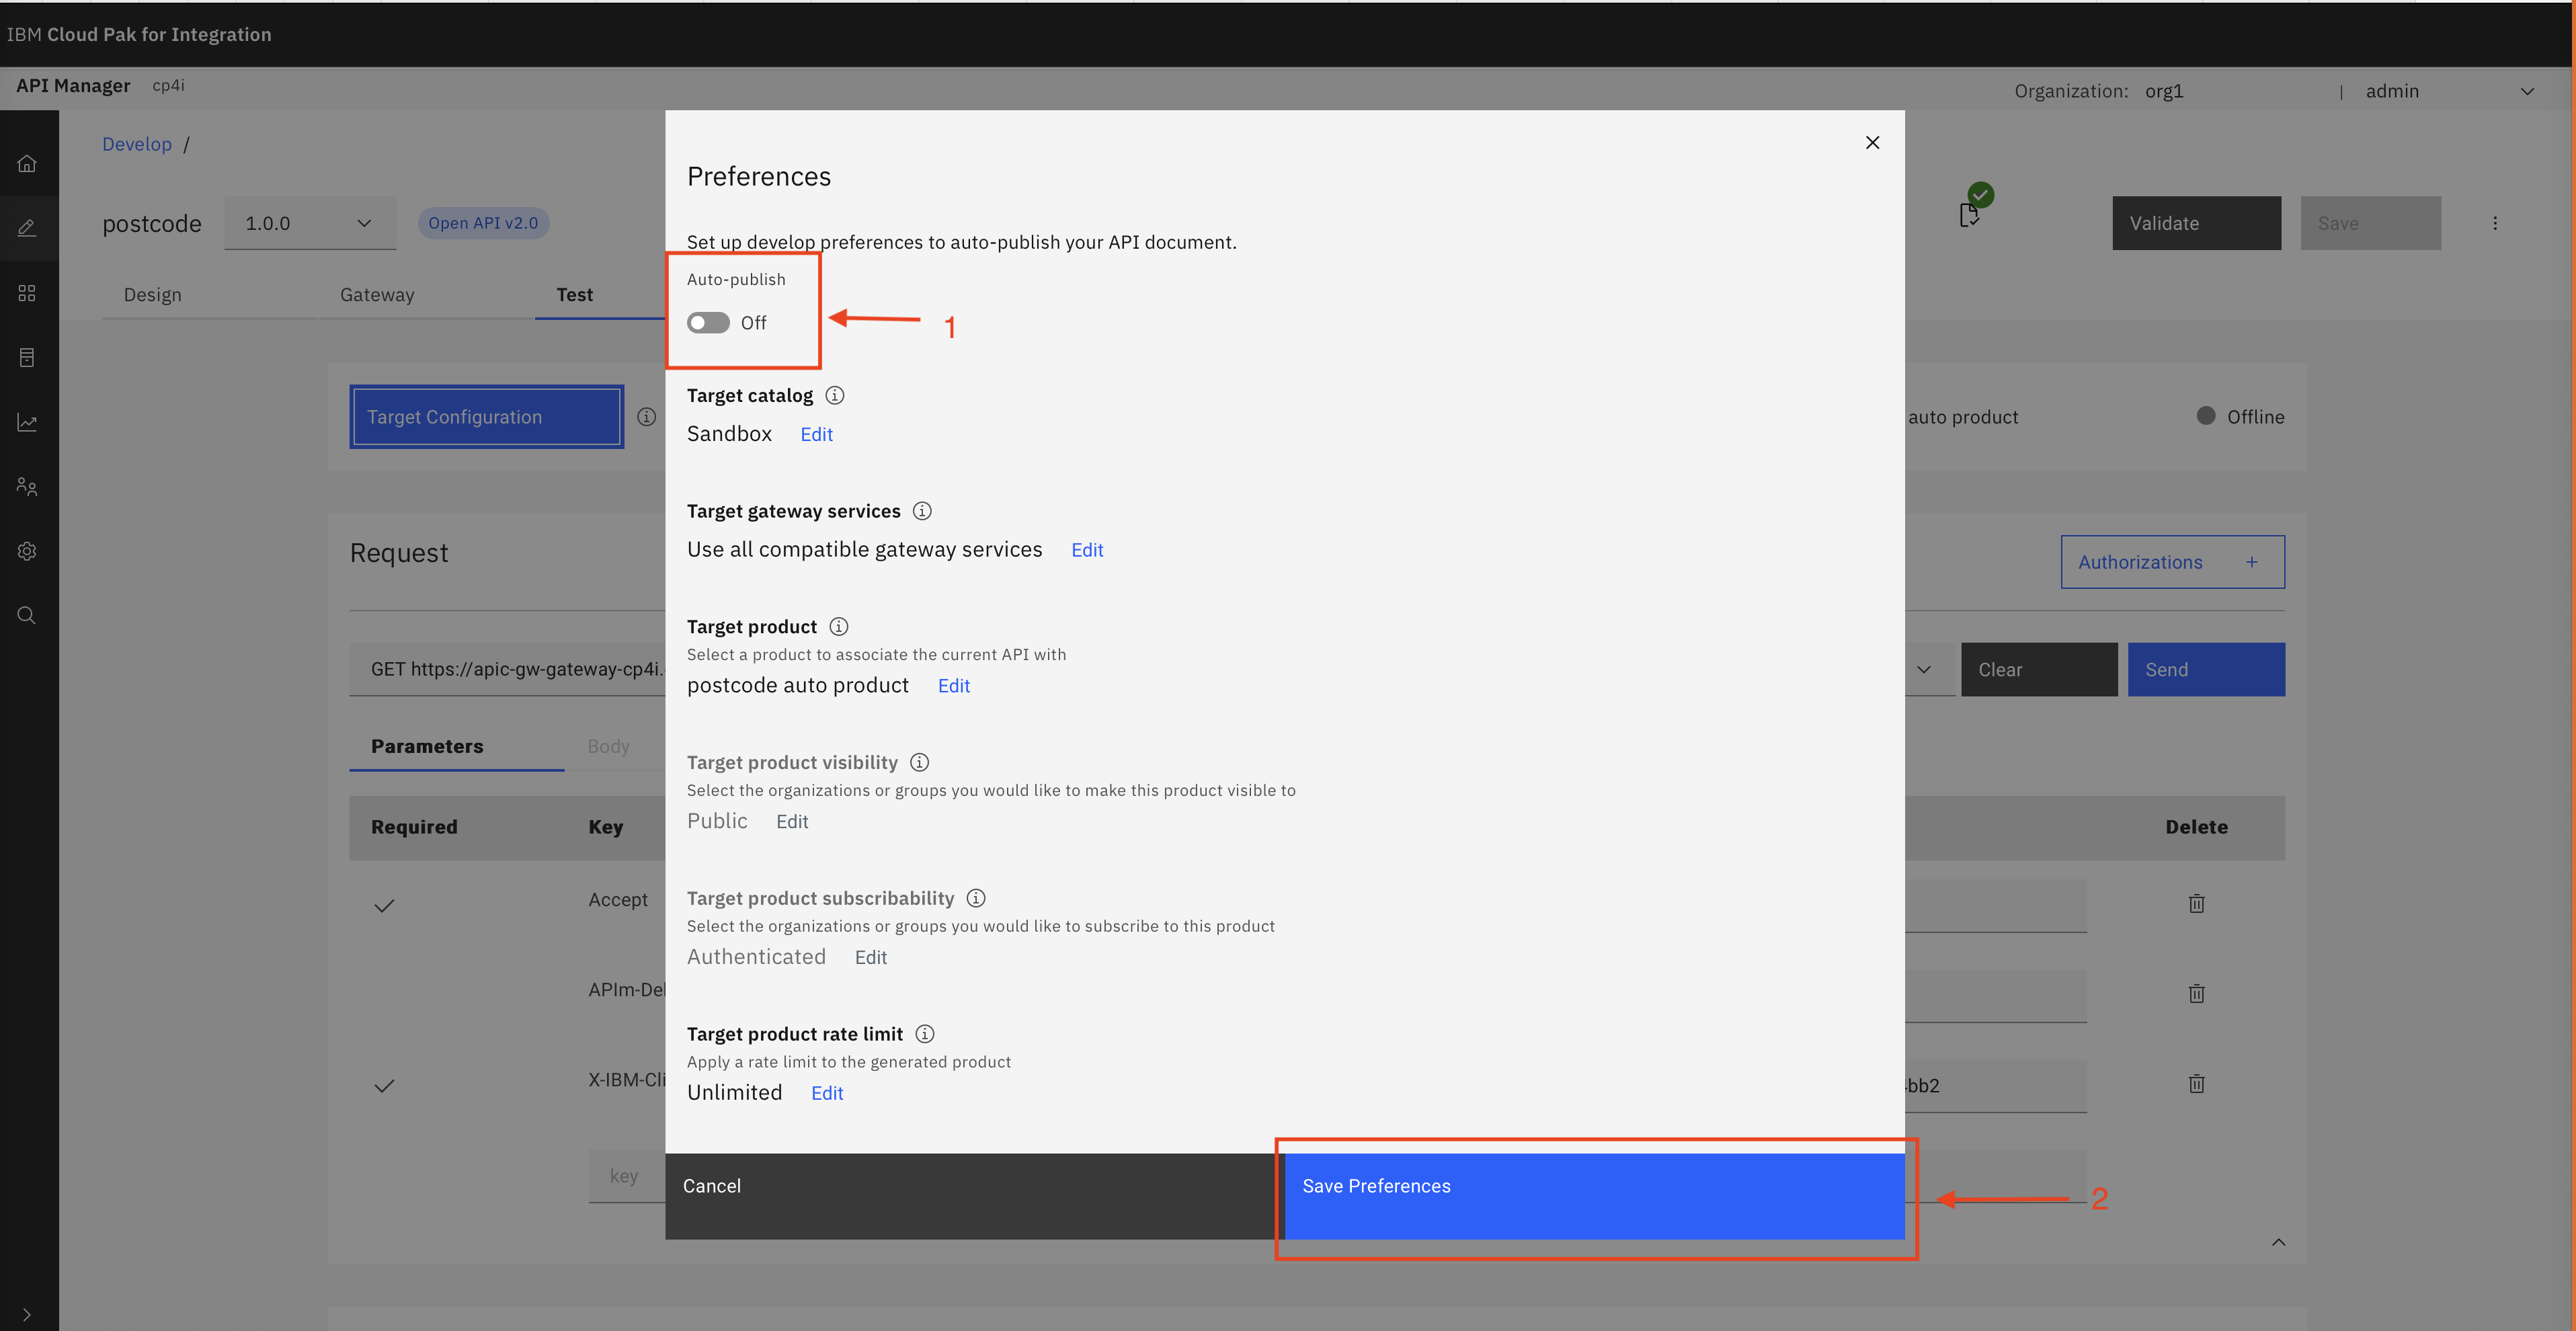 IBM Cloud Pak for Integration
API Manager cp4i
Organization: org1 | admin
Develop /
postcode 1.0.0 Open API v2.0
Validate Save
Design Gateway Test
Target Configuration
auto product Offline
Request
Authorizations +
GET https://apic-gw-gateway-cp4i.
Clear Send
Parameters Body
Required Key Delete
Accept
APIm-Del
X-IBM-Cli
bb2
key
Preferences
Set up develop preferences to auto-publish your API document.
Auto-publish
Off
1
Target catalog
Sandbox Edit
Target gateway services
Use all compatible gateway services Edit
Target product
Select a product to associate the current API with
postcode auto product Edit
Target product visibility
Select the organizations or groups you would like to make this product visible to
Public Edit
Target product subscribability
Select the organizations or groups you would like to subscribe to this product
Authenticated Edit
Target product rate limit
Apply a rate limit to the generated product
Unlimited Edit
Cancel Save Preferences
2